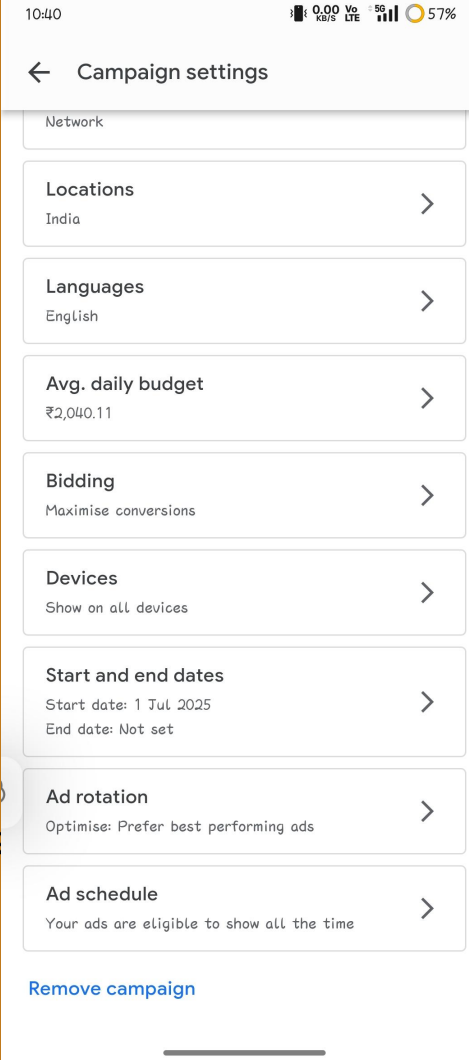 10:40
0.00 KB/S Vo LTE 5G 57%
Campaign settings
Network
Locations
India
Languages
English
Avg. daily budget
₹2,040.11
Bidding
Maximise conversions
Devices
Show on all devices
Start and end dates
Start date: 1 Jul 2025
End date: Not set
Ad rotation
Optimise: Prefer best performing ads
Ad schedule
Your ads are eligible to show all the time
Remove campaign